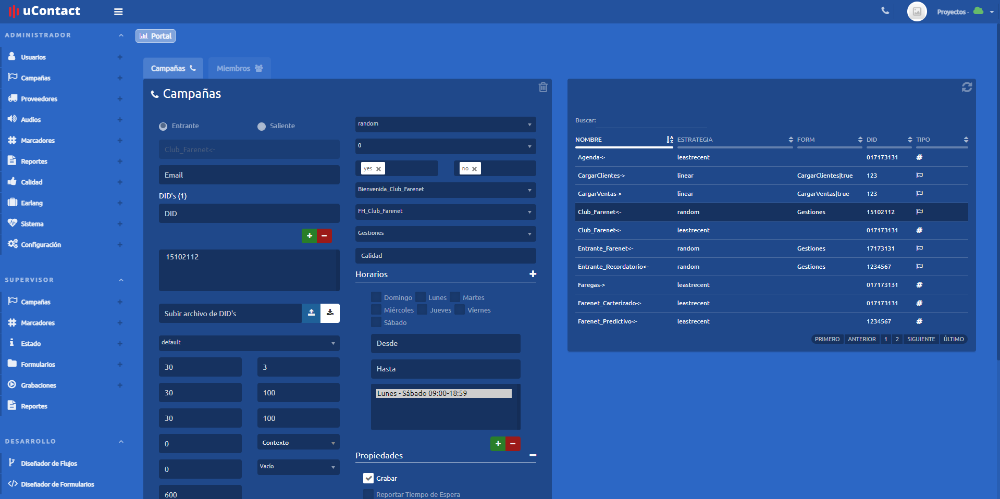 uContact
Proyectos -
ADMINISTRADOR
Usuarios
Campañas
Proveedores
Audios
Marcadores
Reportes
Calidad
Earlang
Sistema
Configuración
SUPERVISOR
Campañas
Marcadores
Estado
Formularios
Grabaciones
Reportes
DESARROLLO
Diseñador de Flujos
Diseñador de Formularios
Portal
Campañas
Miembros
Campañas
Entrante
Saliente
Club_Farenet<-
Email
DID's (1)
DID
15102112
Subir archivo de DID's
default
30
3
30
100
30
100
0
Contexto
0
Vacío
600
random
0
yes
no
Bienvenida_Club_Farenet
FH_Club_Farenet
Gestiones
Calidad
Horarios
Domingo Lunes Martes
Miércoles Jueves Viernes
Sábado
Desde
Hasta
Lunes - Sábado 09:00-18:59
Propiedades
Grabar
Reportar Tiempo de Espera
Buscar:
NOMBRE ESTRATEGIA FORM DID TIPO
Agenda-> leastrecent 017173131 #
CargarClientes-> linear CargarClientes|true 123
CargarVentas-> linear CargarVentas|true 123
Club_Farenet<- random Gestiones 15102112
Club_Farenet-> leastrecent 017173131 #
Entrante_Farenet<- random Gestiones 17173131
Entrante_Recordatorio<- random Gestiones 1234567
Faregas-> leastrecent 017173131 #
Farenet_Carterizado-> leastrecent 017173131 #
Farenet_Predictivo<- leastrecent 1234567 #
PRIMERO ANTERIOR 1 2 SIGUIENTE ÚLTIMO